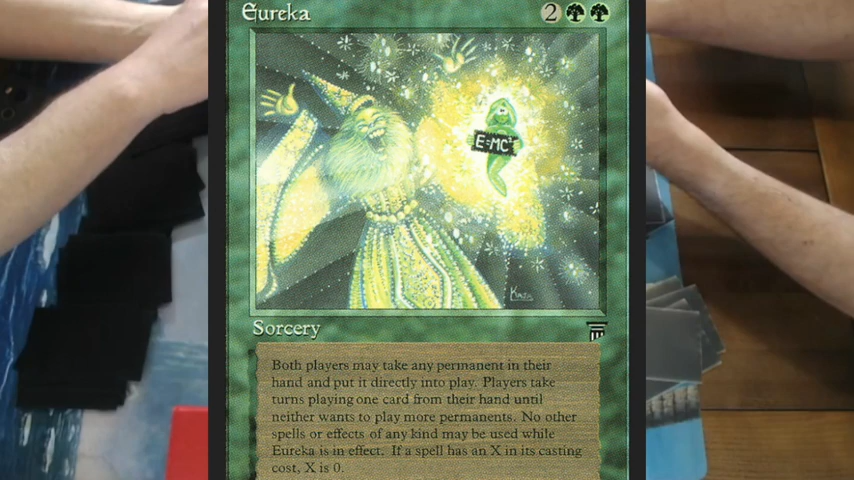 Eureka 2
E=MC²
Sorcery
Both players may take any permanent in their
hand and put it directly into play. Players take
turns playing one card from their hand until
neither wants to play more permanents. No other
spells or effects of any kind may be used while
Eureka is in effect. If a spell has an X in its casting
cost, X is 0.